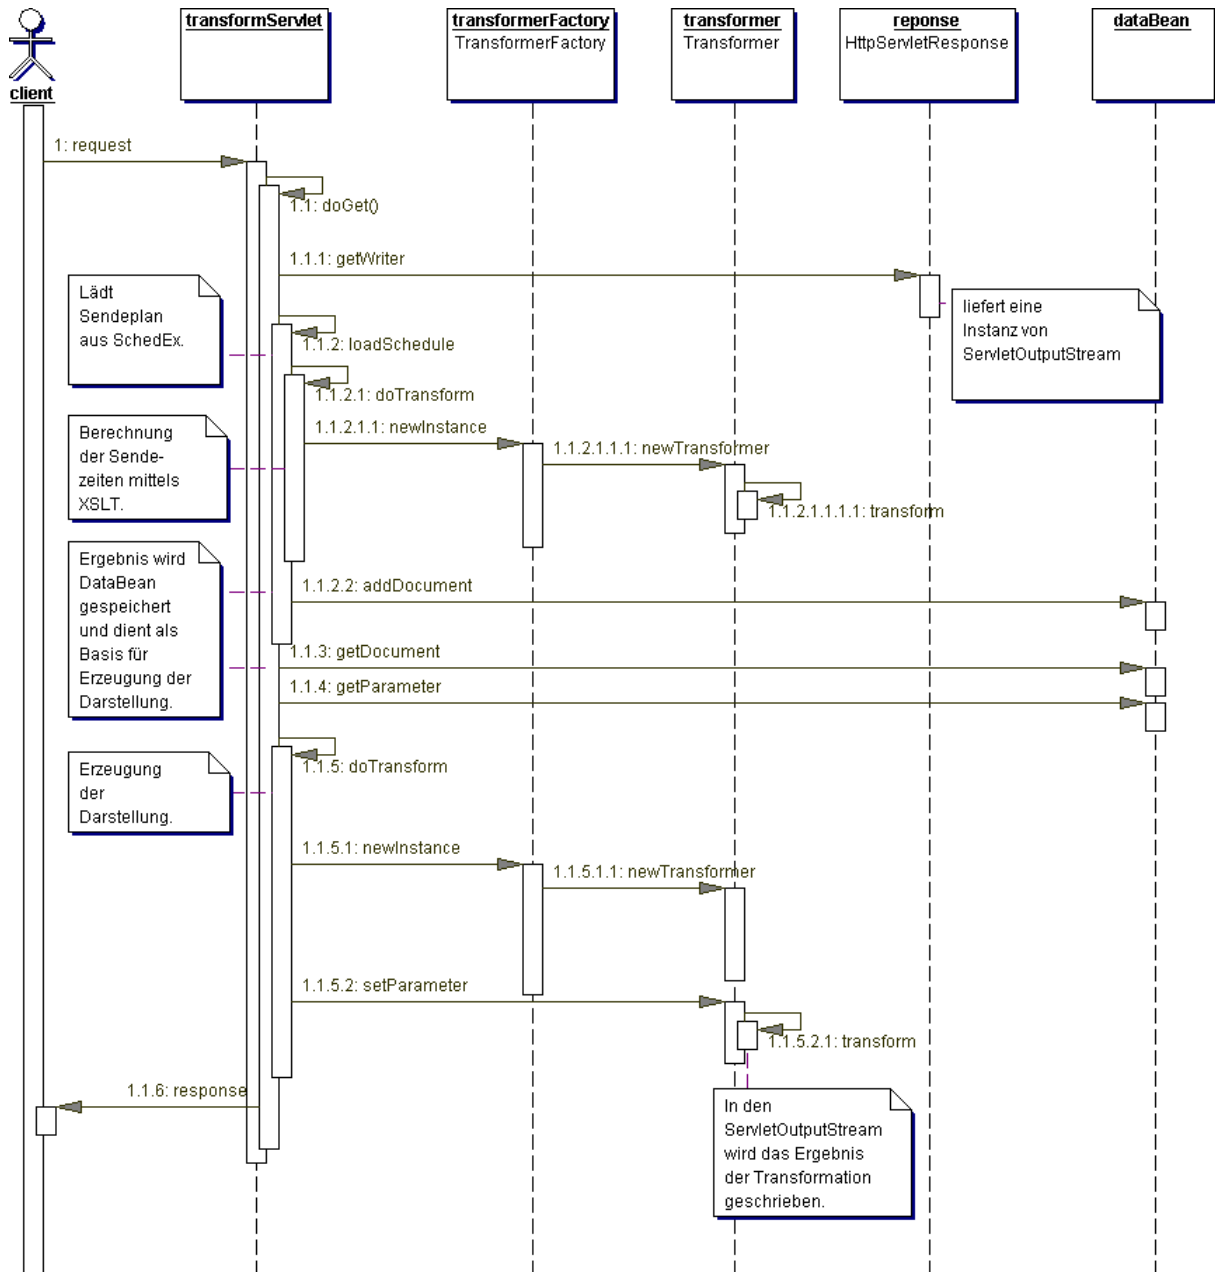 client
transformServlet
transformerFactory
TransformerFactory
transformer
Transformer
reponse
HttpServletResponse
dataBean
1: request
1.1: doGet()
1.1.1: getWriter
Lädt
Sendeplan
aus SchedEx.
liefert eine
Instanz von
ServletOutputStream
1.1.2: loadSchedule
1.1.2.1: doTransform
Berechnung
der Sende-
zeiten mittels
XSLT.
1.1.2.1.1: newInstance
1.1.2.1.1.1: newTransformer
1.1.2.1.1.1.1: transform
Ergebnis wird
DataBean
gespeichert
und dient als
Basis für
Erzeugung der
Darstellung.
1.1.2.2: addDocument
1.1.3: getDocument
1.1.4: getParameter
1.1.5: doTransform
Erzeugung
der
Darstellung.
1.1.5.1: newInstance
1.1.5.1.1: newTransformer
1.1.5.2: setParameter
1.1.5.2.1: transform
1.1.6: response
In den
ServletOutputStream
wird das Ergebnis
der Transformation
geschrieben.